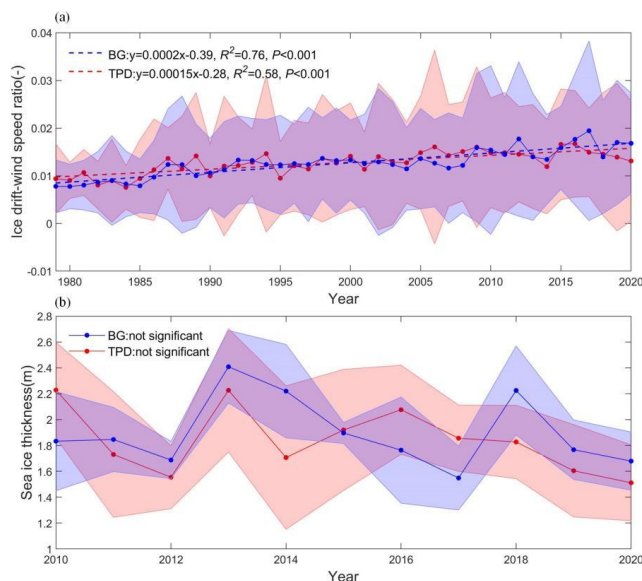 (a)
0.04
0.03
0.02
0.01
0
-0.01
Ice drift-wind speed ratio(-)
BG:y=0.0002x-0.39, R²=0.76, P<0.001
TPD:y=0.00015x-0.28, R²=0.58, P<0.001
1980 1985 1990 1995 2000 2005 2010 2015 2020
Year
(b)
2.8
2.6
2.4
2.2
2
1.8
1.6
1.4
1.2
1
Sea ice thickness(m)
BG:not significant
TPD:not significant
2010 2012 2014 2016 2018 2020
Year